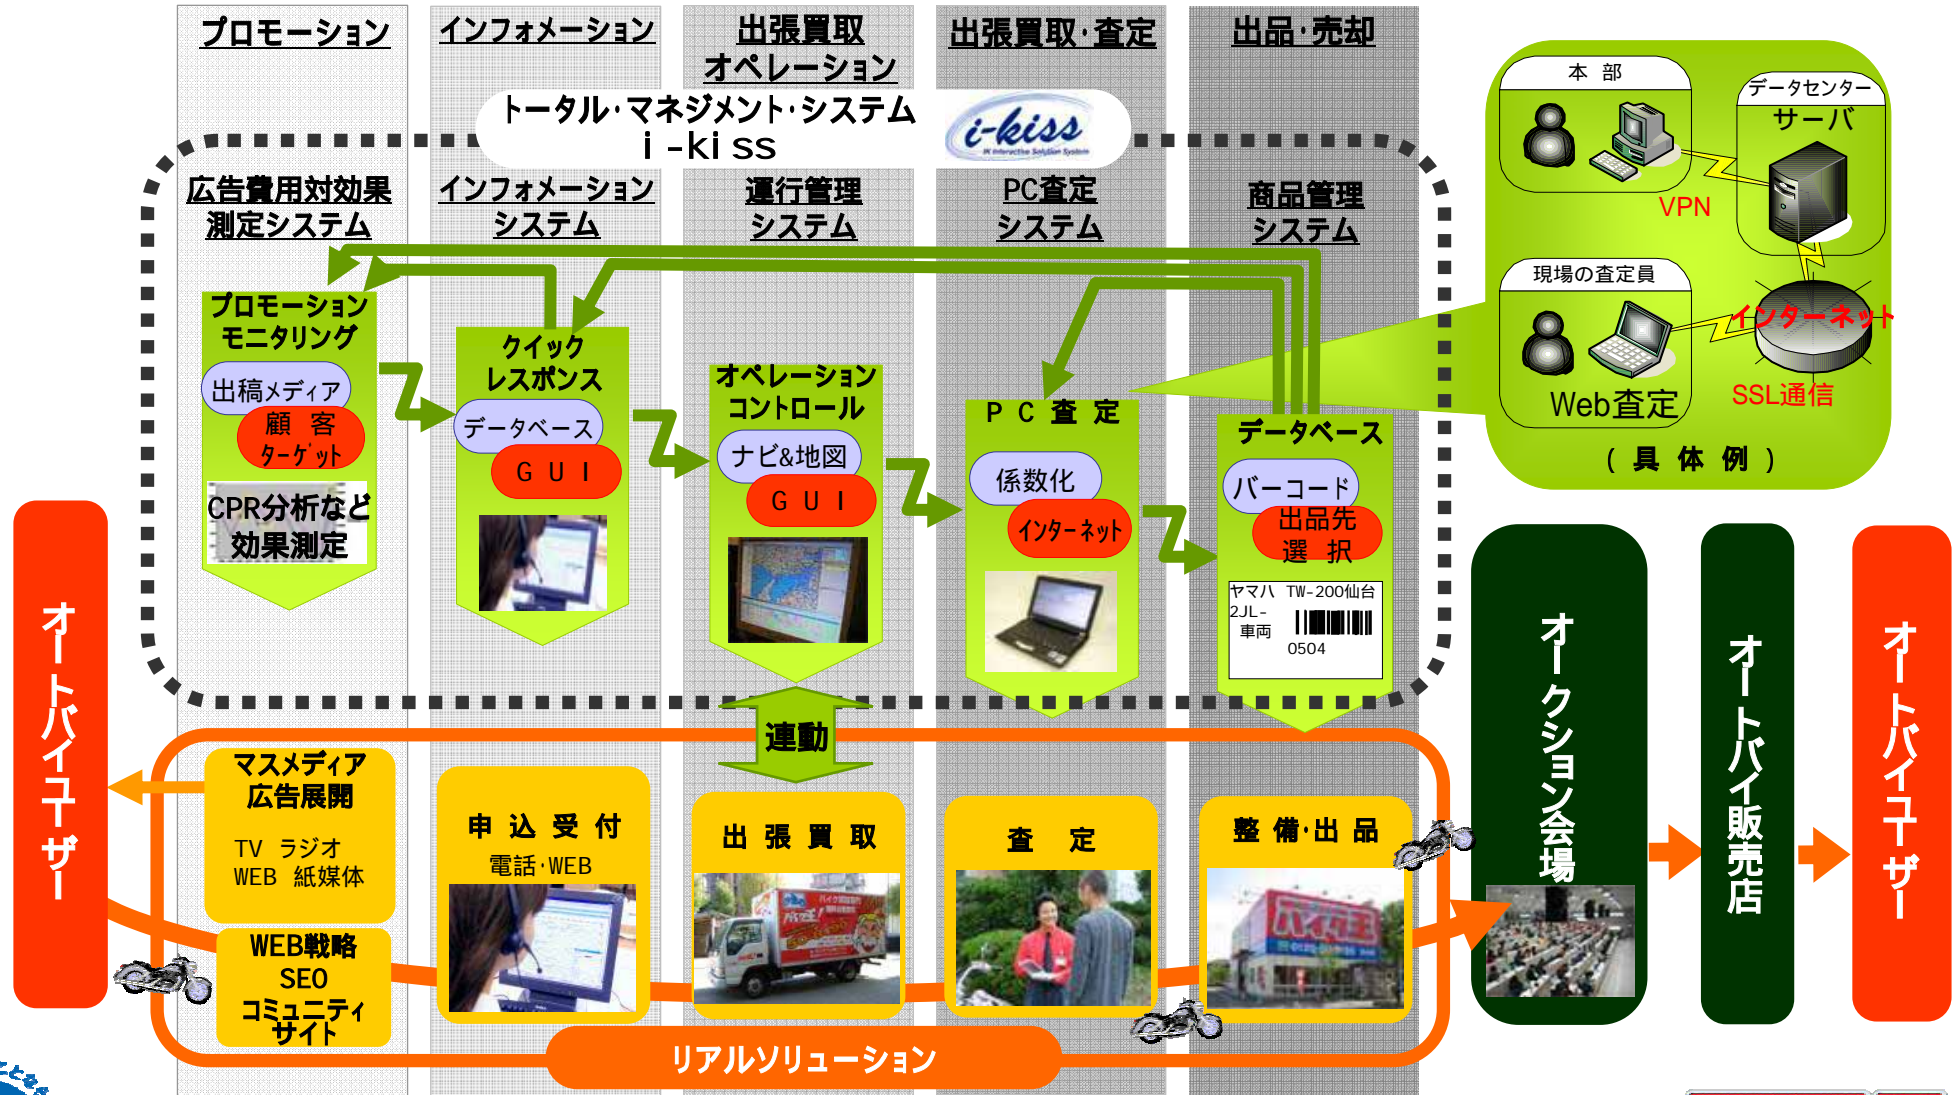 プロモーション
インフォメーション
出張買取
オペレーション
出張買取・査定
出品・売却
トータル・マネジメント・システム
i-kiss
i-kiss
IK Interactive Solution System
広告費用対効果
測定システム
インフォメーション
システム
運行管理
システム
PC査定
システム
商品管理
システム
プロモーション
モニタリング
出稿メディア
顧 客
ターゲット
CPR分析など
効果測定
クイック
レスポンス
データベース
GUI
オペレーション
コントロール
ナビ&地図
GUI
PC査定
係数化
インターネット
データベース
バーコード
出品先
選 択
ヤマハ TW-200仙台
2JL-
車両
0504
本 部
データセンター
サーバ
VPN
現場の査定員
インターネット
Web査定
SSL通信
(具体例)
連動
オートバイユーザー
マスメディア
広告展開
TV ラジオ
WEB 紙媒体
WEB戦略
SEO
コミュニティ
サイト
申込受付
電話・WEB
出張買取
査 定
整備・出品
バイク王
リアルソリューション
オークション会場
オートバイ販売店
オートバイユーザー